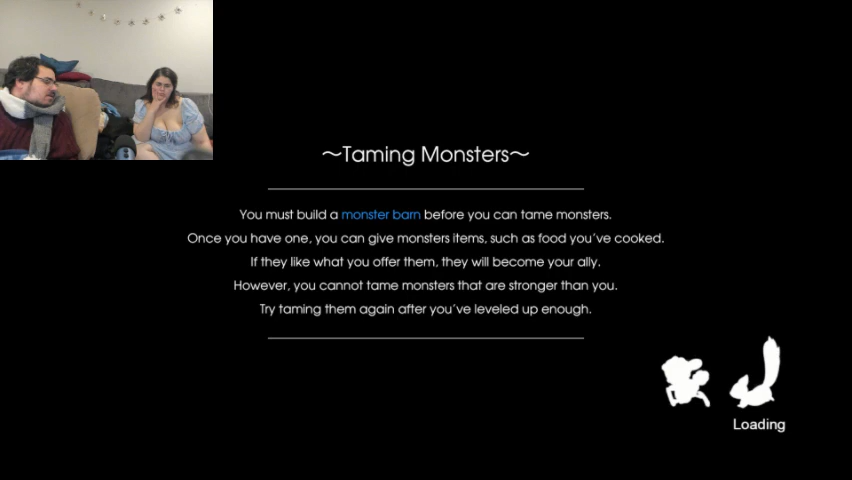 ～Taming Monsters～
You must build a monster barn before you can tame monsters.
Once you have one, you can give monsters items, such as food you've cooked.
If they like what you offer them, they will become your ally.
However, you cannot tame monsters that are stronger than you.
Try taming them again after you've leveled up enough.
Loading